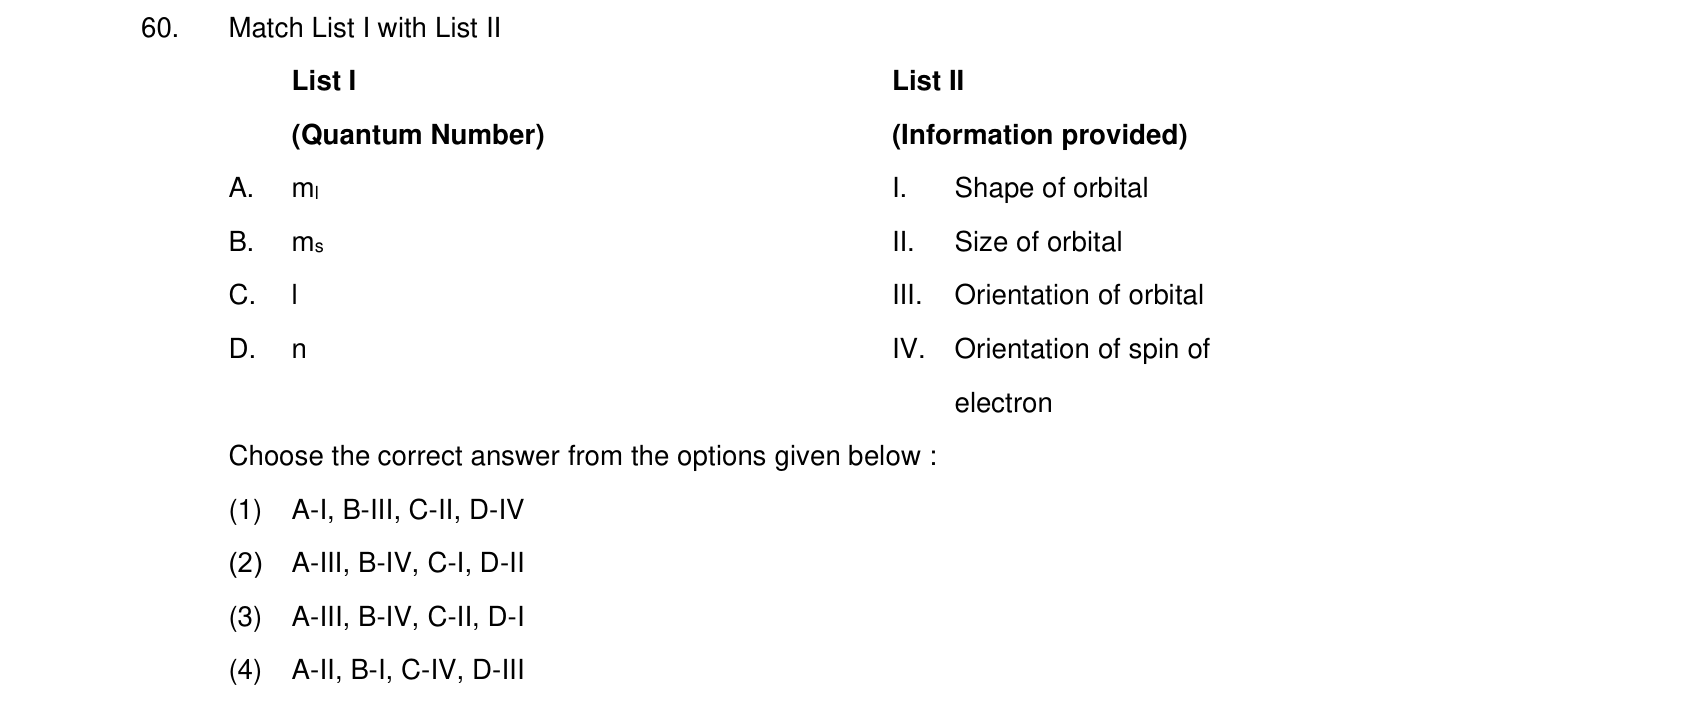 60. Match List I with List II
List I List II
(Quantum Number) (Information provided)
A. ml I. Shape of orbital
B. ms II. Size of orbital
C. l III. Orientation of orbital
D. n IV. Orientation of spin of
electron
Choose the correct answer from the options given below :
(1) A-I, B-III, C-II, D-IV
(2) A-III, B-IV, C-I, D-II
(3) A-III, B-IV, C-II, D-I
(4) A-II, B-I, C-IV, D-III